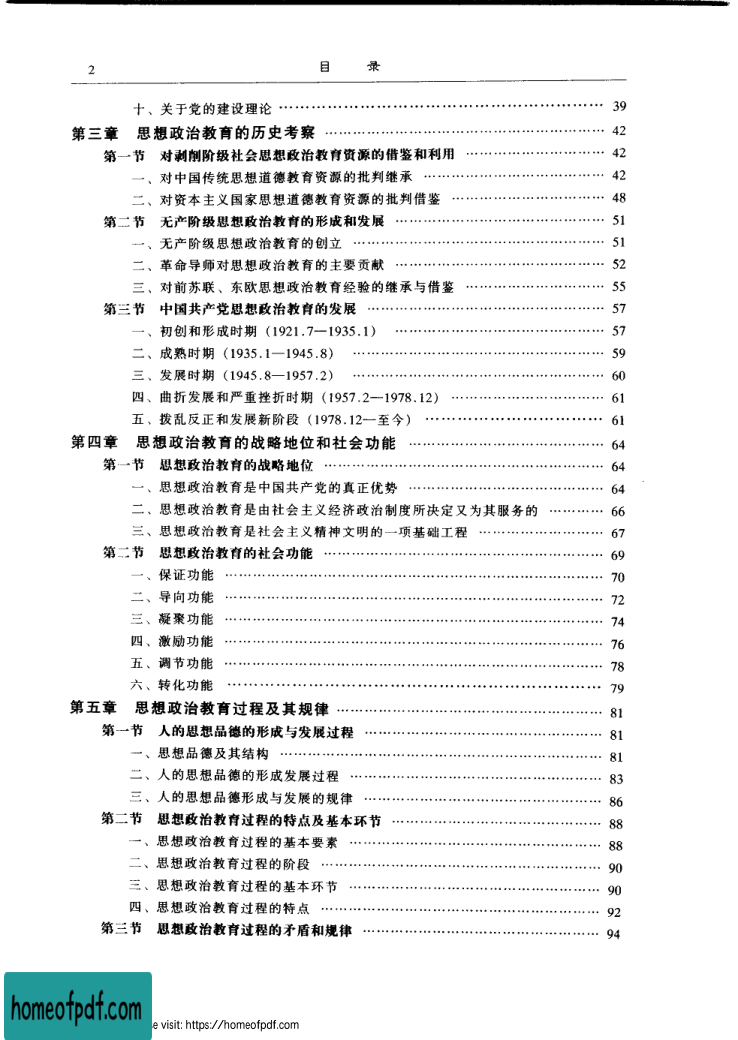 2 目 录
十、关于党的建设理论 …… 39
第三章 思想政治教育的历史考察 …… 42
第一节 对剥削阶级社会思想政治教育资源的借鉴和利用 …… 42
一、对中国传统思想道德教育资源的批判继承 …… 42
二、对资本主义国家思想道德教育资源的批判借鉴 …… 48
第二节 无产阶级思想政治教育的形成和发展 …… 51
一、无产阶级思想政治教育的创立 …… 51
二、革命导师对思想政治教育的主要贡献 …… 52
三、对前苏联、东欧思想政治教育经验的继承与借鉴 …… 55
第三节 中国共产党思想政治教育的发展 …… 57
一、初创和形成时期（1921.7—1935.1） …… 57
二、成熟时期（1935.1—1945.8） …… 59
三、发展时期（1945.8—1957.2） …… 60
四、曲折发展和严重挫折时期（1957.2—1978.12） …… 61
五、拨乱反正和发展新阶段（1978.12—至今） …… 61
第四章 思想政治教育的战略地位和社会功能 …… 64
第一节 思想政治教育的战略地位 …… 64
一、思想政治教育是中国共产党的真正优势 …… 64
二、思想政治教育是由社会主义经济政治制度所决定又为其服务的 …… 66
三、思想政治教育是社会主义精神文明的一项基础工程 …… 67
第二节 思想政治教育的社会功能 …… 69
一、保证功能 …… 70
二、导向功能 …… 72
三、凝聚功能 …… 74
四、激励功能 …… 76
五、调节功能 …… 78
六、转化功能 …… 79
第五章 思想政治教育过程及其规律 …… 81
第一节 人的思想品德的形成与发展过程 …… 81
一、思想品德及其结构 …… 81
二、人的思想品德的形成发展过程 …… 83
三、人的思想品德形成与发展的规律 …… 86
第二节 思想政治教育过程的特点及基本环节 …… 88
一、思想政治教育过程的基本要素 …… 88
二、思想政治教育过程的阶段 …… 90
三、思想政治教育过程的基本环节 …… 90
四、思想政治教育过程的特点 …… 92
第三节 思想政治教育过程的矛盾和规律 …… 94
homeofpdf.com
e visit: https://homeofpdf.com